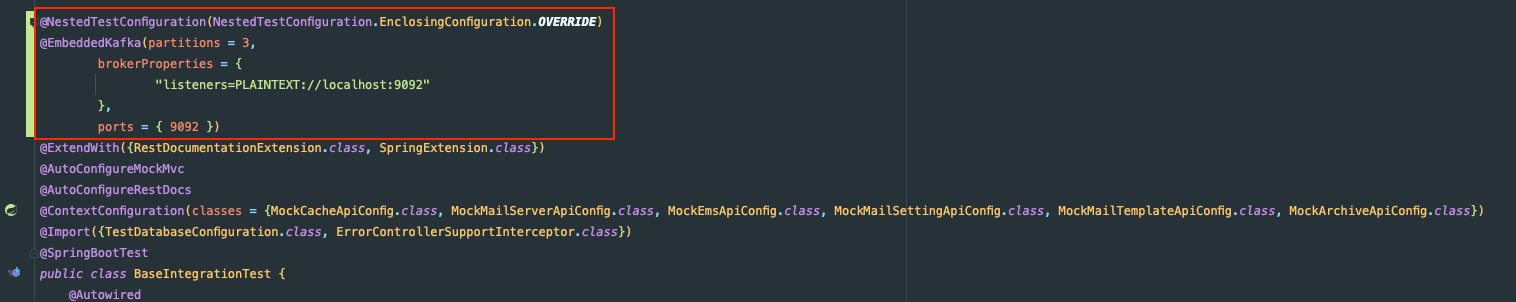 @NestedTestConfiguration(NestedTestConfiguration.EnclosingConfiguration.OVERRIDE)
@EmbeddedKafka(partitions = 3,
        brokerProperties = {
                "listeners=PLAINTEXT://localhost:9092"
        },
        ports = { 9092 })
@ExtendWith({RestDocumentationExtension.class, SpringExtension.class})
@AutoConfigureMockMvc
@AutoConfigureRestDocs
@ContextConfiguration(classes = {MockCacheApiConfig.class, MockMailServerApiConfig.class, MockEmsApiConfig.class, MockMailSettingApiConfig.class, MockMailTemplateApiConfig.class, MockArchiveApiConfig.class})
@Import({TestDatabaseConfiguration.class, ErrorControllerSupportInterceptor.class})
@SpringBootTest
public class BaseIntegrationTest {
    @Autowired